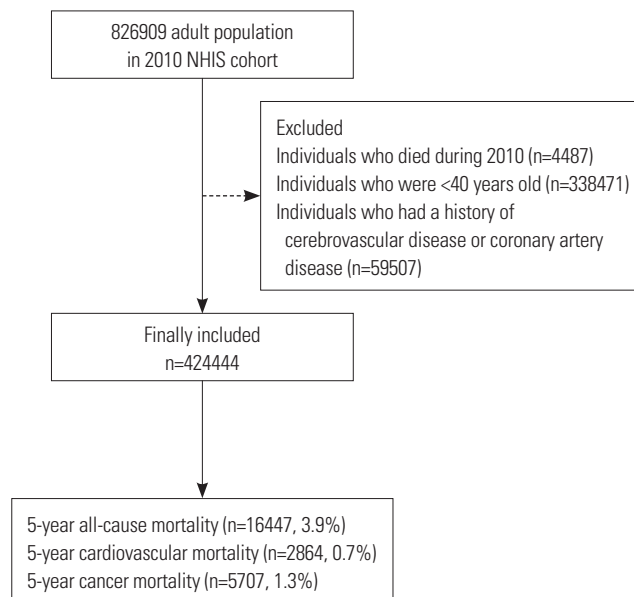 826909 adult population
in 2010 NHIS cohort
Excluded
Individuals who died during 2010 (n=4487)
Individuals who were <40 years old (n=338471)
Individuals who had a history of
cerebrovascular disease or coronary artery
disease (n=59507)
Finally included
n=424444
5-year all-cause mortality (n=16447, 3.9%)
5-year cardiovascular mortality (n=2864, 0.7%)
5-year cancer mortality (n=5707, 1.3%)